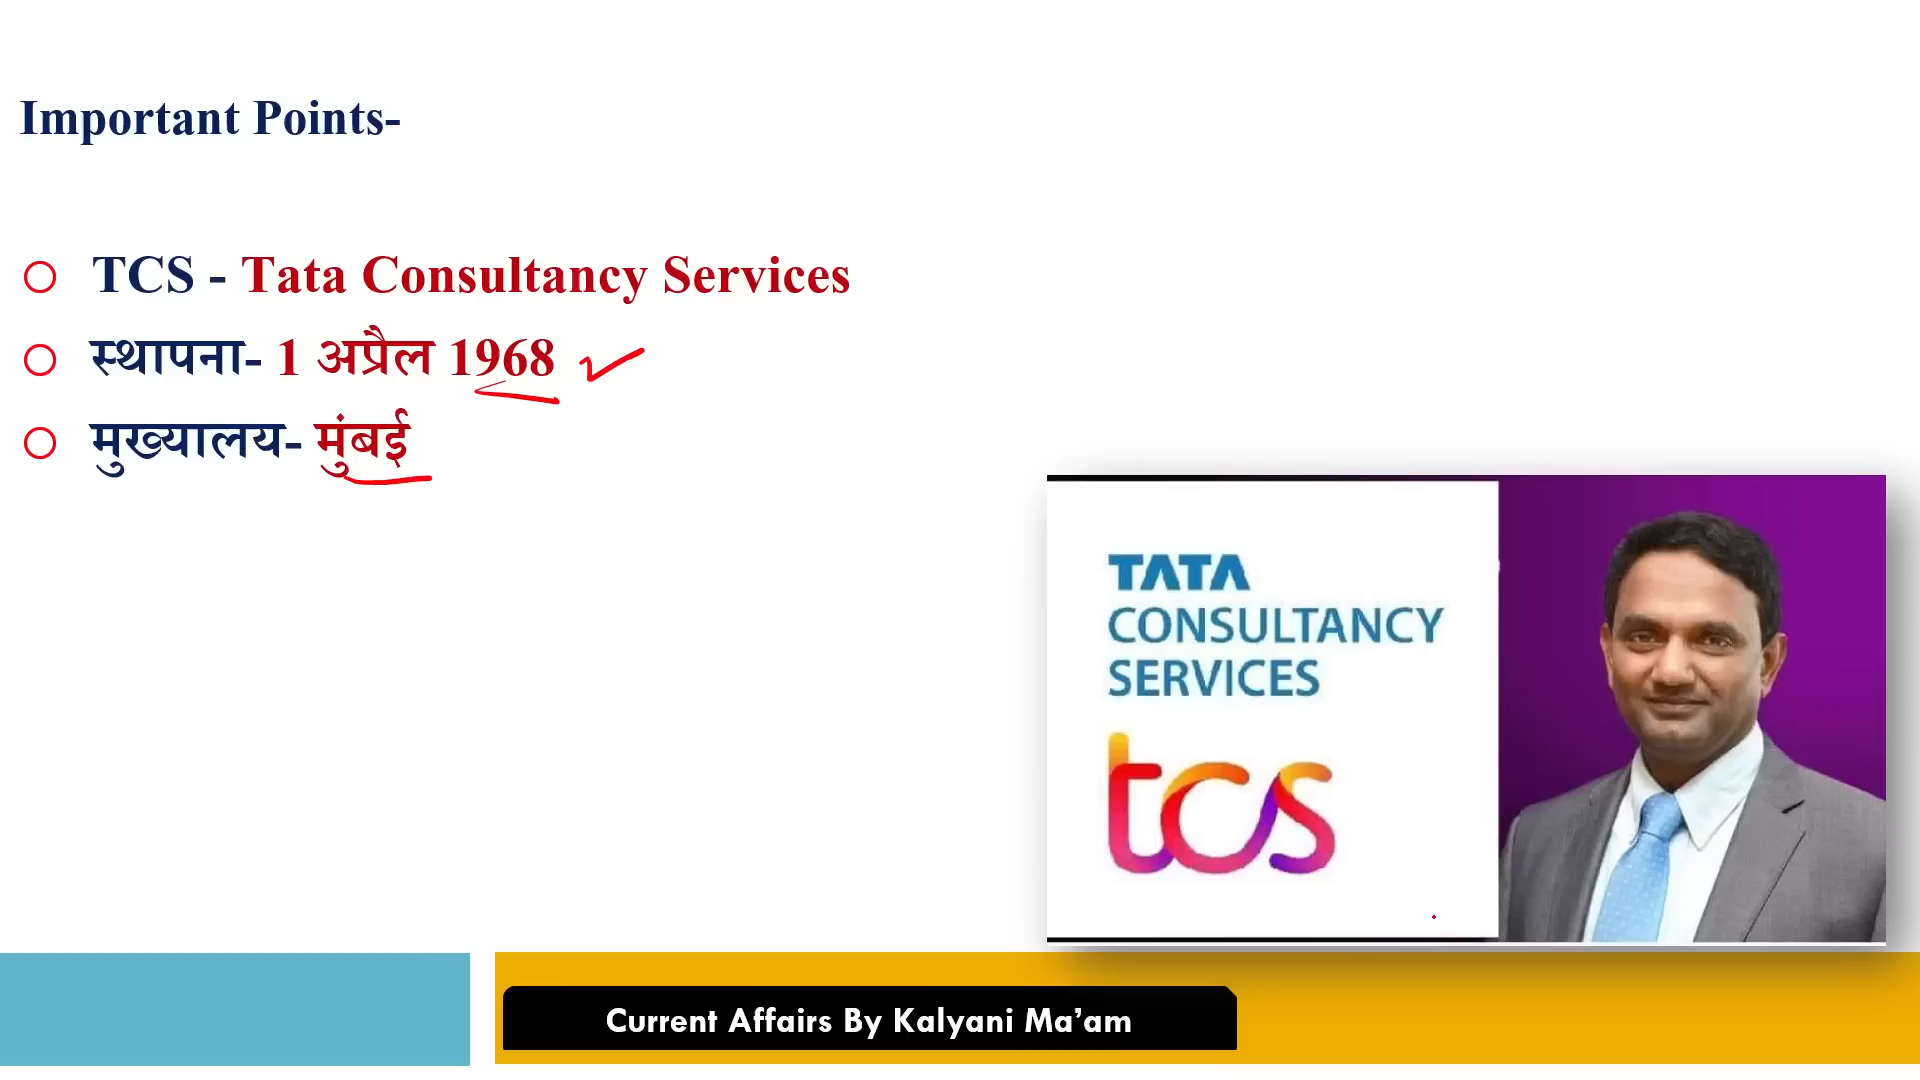 Important Points-
TCS - Tata Consultancy Services
स्थापना- 1 अप्रैल 1968
मुख्यालय- मुंबई
TATA
CONSULTANCY
SERVICES
tcs
Current Affairs By Kalyani Ma’am